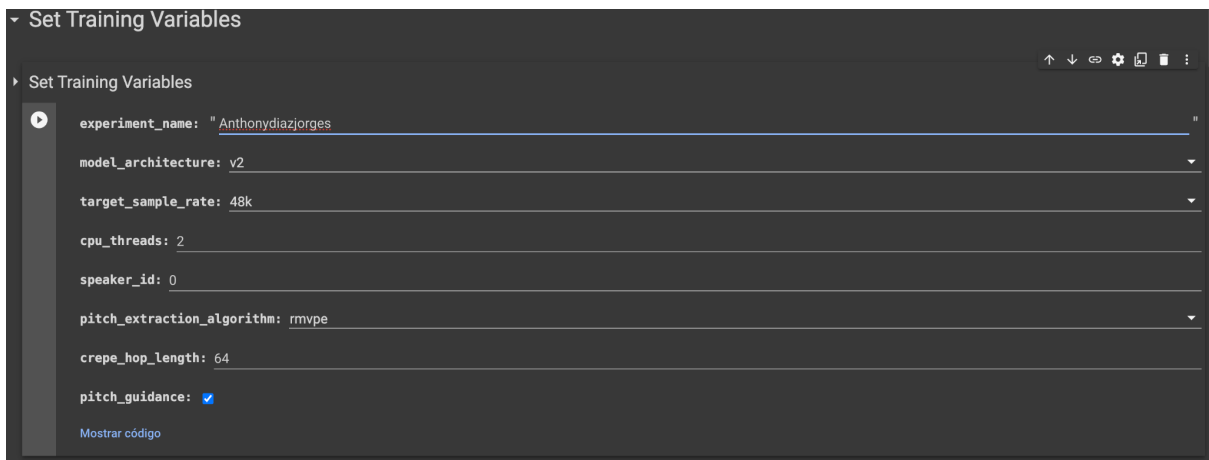 Set Training Variables
Set Training Variables
experiment_name: "Anthonydiazjorges"
model_architecture: v2
target_sample_rate: 48k
cpu_threads: 2
speaker_id: 0
pitch_extraction_algorithm: rmvpe
crepe_hop_length: 64
pitch_guidance:
Mostrar código